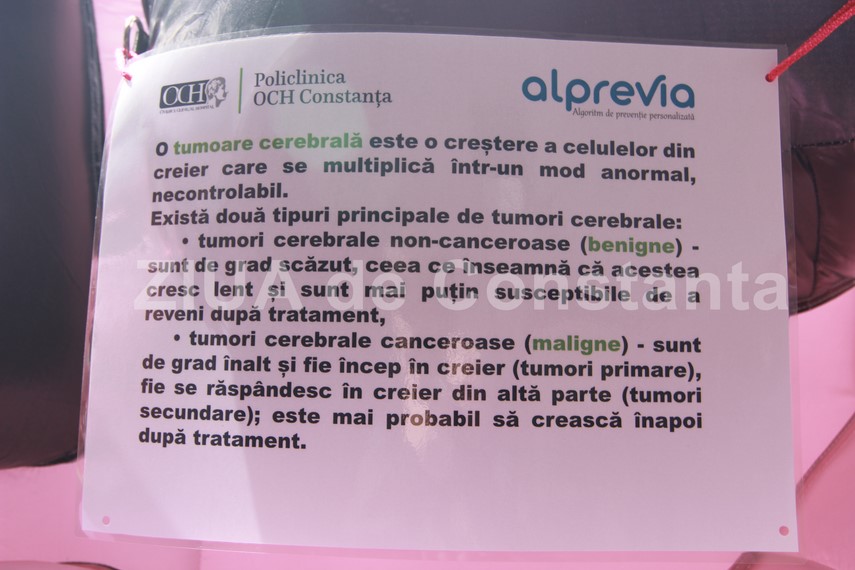 OCH
Policlinica
OCH Constanța
alprevia
Algoritm de prevenție personalizată
O tumoare cerebrală este o creștere a celulelor din
creier care se multiplică într-un mod anormal,
necontrolabil.
Există două tipuri principale de tumori cerebrale:
• tumori cerebrale non-canceroase (benigne) -
sunt de grad scăzut, ceea ce înseamnă că acestea
cresc lent și sunt mai puțin susceptibile de a
reveni după tratament,
• tumori cerebrale canceroase (maligne) - sunt
de grad înalt și fie încep în creier (tumori primare),
fie se răspândesc în creier din altă parte (tumori
secundare); este mai probabil să crească înapoi
după tratament.
ZIUA de Constanta